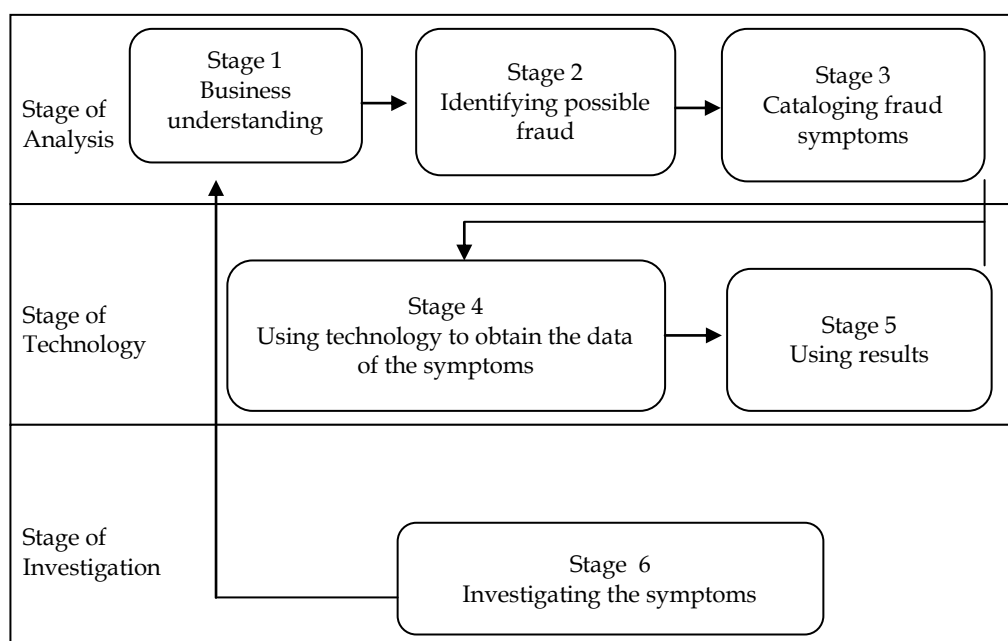 Stage of
Analysis
Stage 1
Business
understanding
Stage 2
Identifying possible
fraud
Stage 3
Cataloging fraud
symptoms
Stage of
Technology
Stage 4
Using technology to obtain the data
of the symptoms
Stage 5
Using results
Stage of
Investigation
Stage 6
Investigating the symptoms